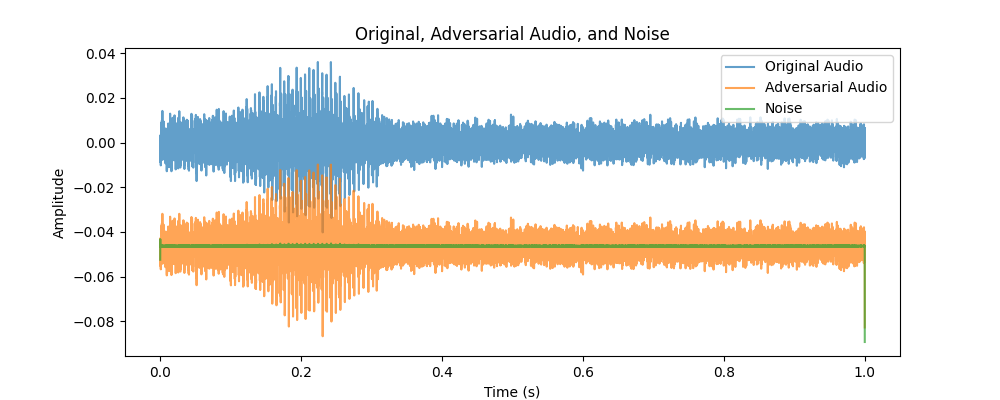 Original, Adversarial Audio, and Noise
Original Audio
Adversarial Audio
Noise
Amplitude
0.04
0.02
0.00
−0.02
−0.04
−0.06
−0.08
0.0 0.2 0.4 0.6 0.8 1.0
Time (s)